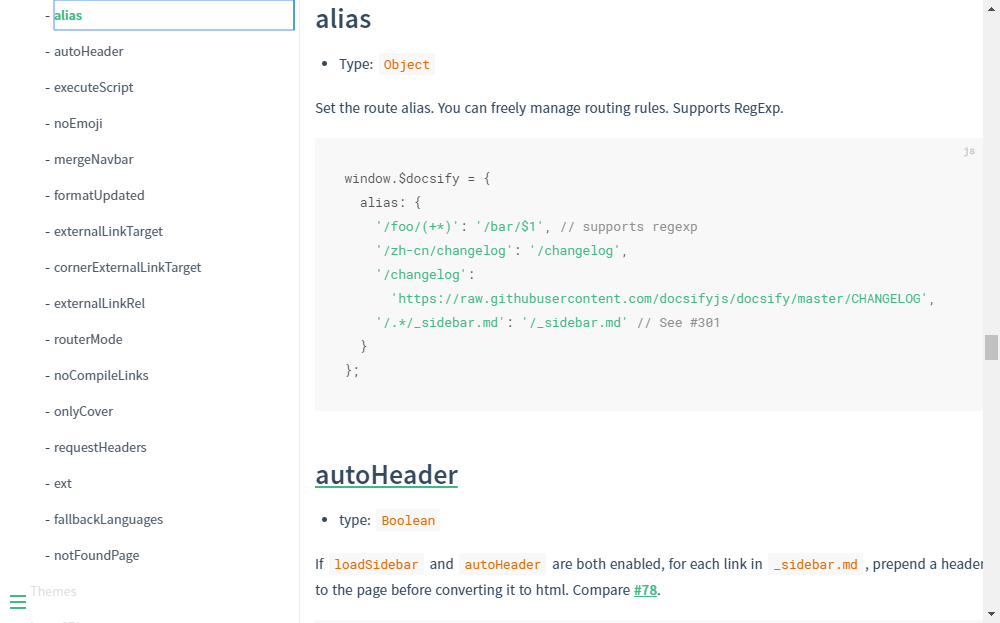 - alias
- autoHeader
- executeScript
- noEmoji
- mergeNavbar
- formatUpdated
- externalLinkTarget
- cornerExternalLinkTarget
- externalLinkRel
- routerMode
- noCompileLinks
- onlyCover
- requestHeaders
- ext
- fallbackLanguages
- notFoundPage
Themes
alias
• Type: Object
Set the route alias. You can freely manage routing rules. Supports RegExp.
js
window.$docsify = {
  alias: {
    '/foo/(+*)': '/bar/$1', // supports regexp
    '/zh-cn/changelog': '/changelog',
    '/changelog':
      'https://raw.githubusercontent.com/docsifyjs/docsify/master/CHANGELOG',
    '/.*/_sidebar.md': '/_sidebar.md' // See #301
  }
};
autoHeader
• type: Boolean
If loadSidebar and autoHeader are both enabled, for each link in _sidebar.md , prepend a header
to the page before converting it to html. Compare #78.